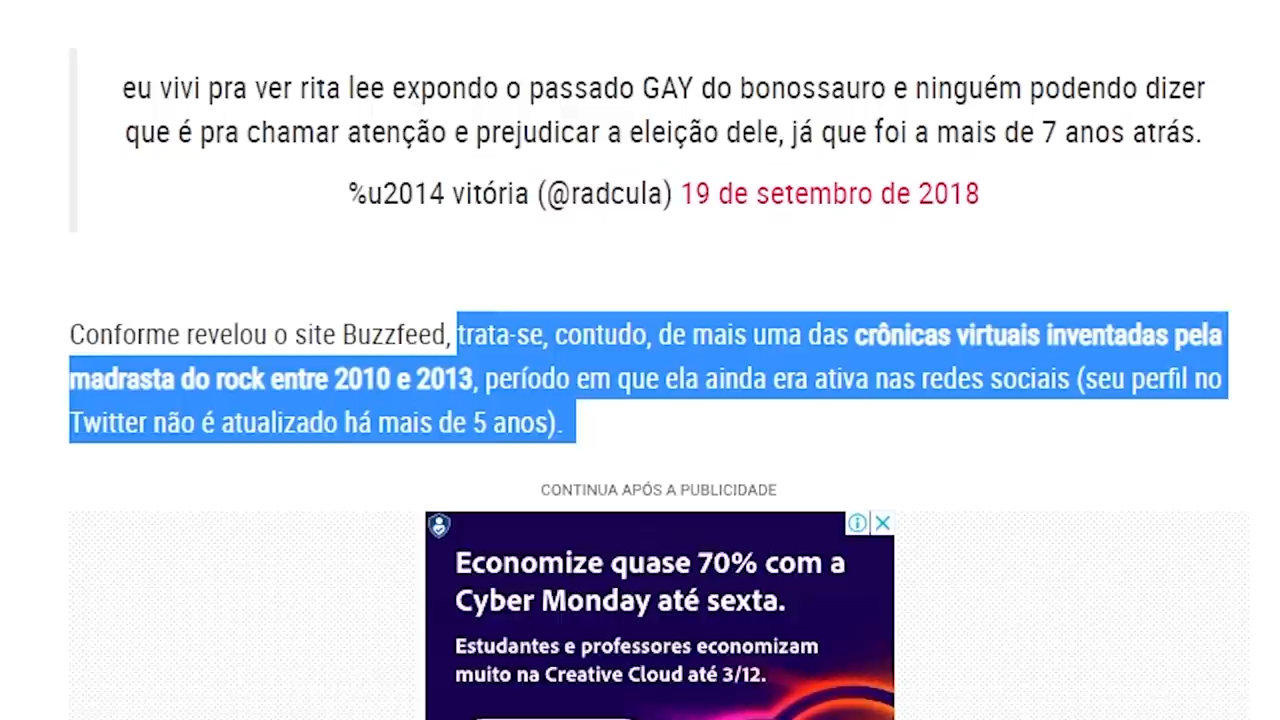 eu vivi pra ver rita lee expondo o passado GAY do bonossauro e ninguém podendo dizer
que é pra chamar atenção e prejudicar a eleição dele, já que foi a mais de 7 anos atrás.
%u2014 vitória (@radcula) 19 de setembro de 2018
Conforme revelou o site Buzzfeed, trata-se, contudo, de mais uma das crônicas virtuais inventadas pela
madrasta do rock entre 2010 e 2013, período em que ela ainda era ativa nas redes sociais (seu perfil no
Twitter não é atualizado há mais de 5 anos).
CONTINUA APÓS A PUBLICIDADE
Economize quase 70% com a
Cyber Monday até sexta.
Estudantes e professores economizam
muito na Creative Cloud até 3/12.